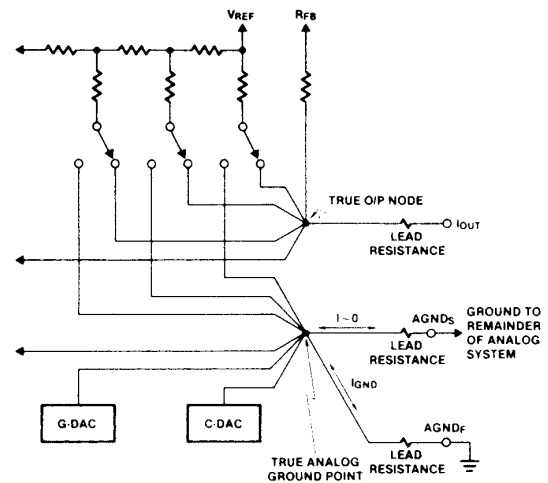 VREF
RFB
TRUE O/P NODE
IOUT
LEAD
RESISTANCE
I~0
AGNDS
GROUND TO
REMAINDER
OF ANALOG
SYSTEM
LEAD
RESISTANCE
IGND
G-DAC
C-DAC
AGNDF
LEAD
RESISTANCE
TRUE ANALOG
GROUND POINT